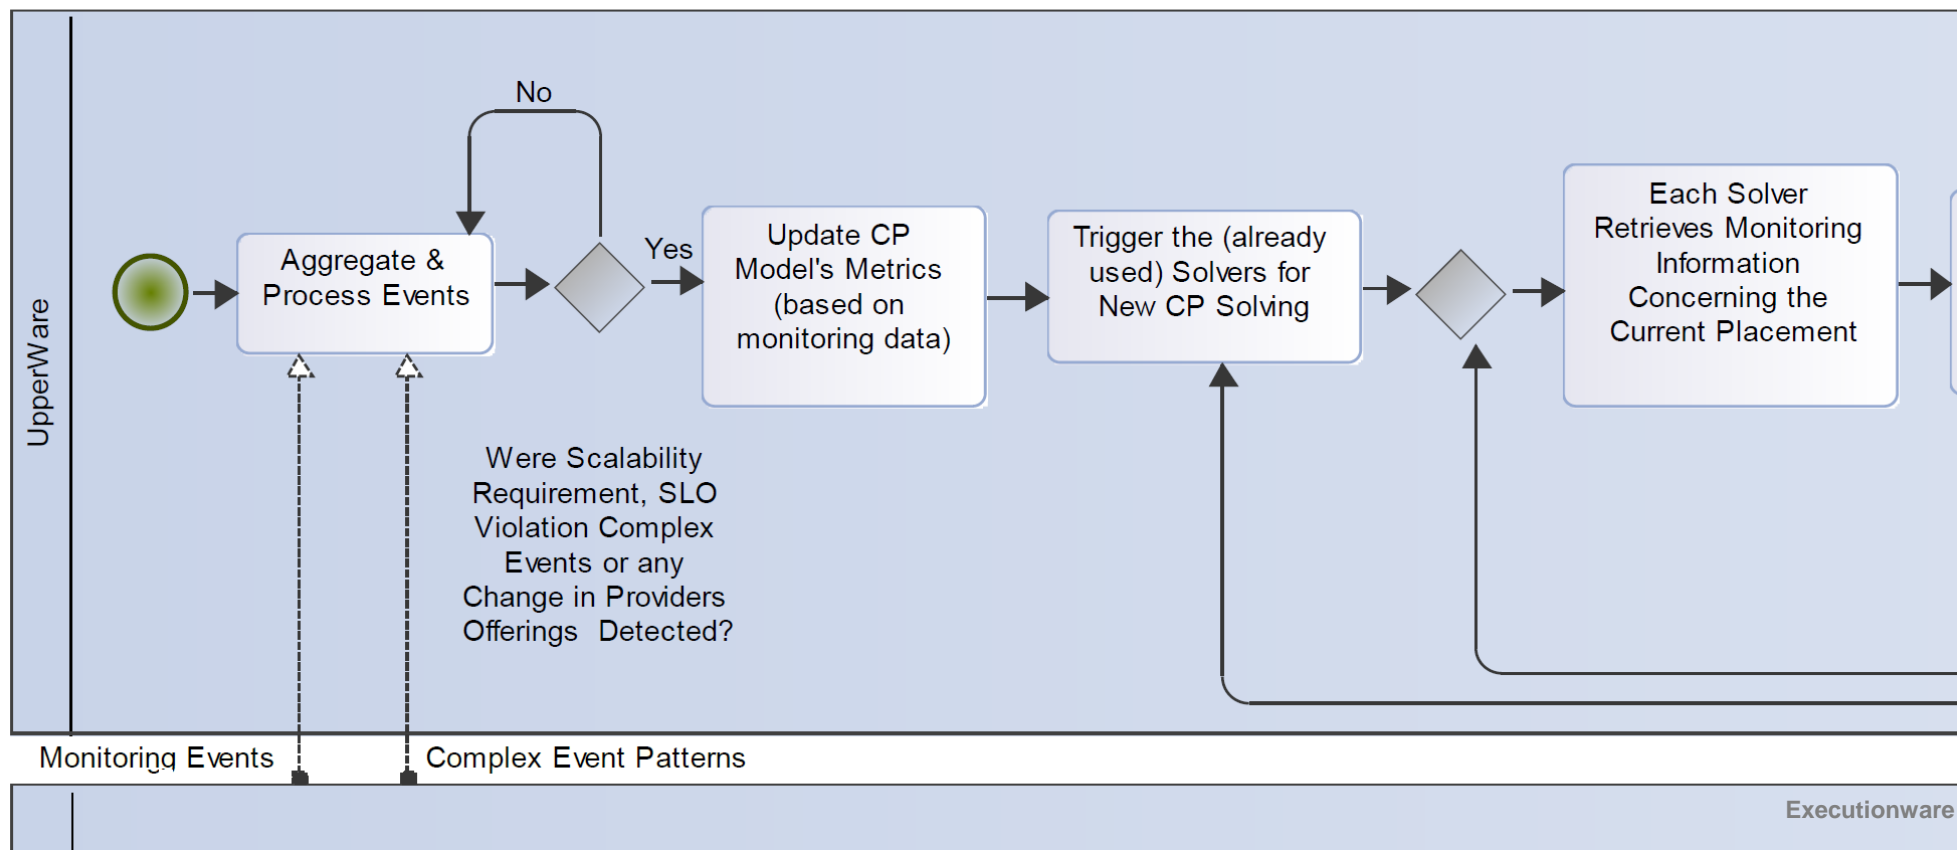 UpperWare
No
Aggregate &
Process Events
Yes
Update CP
Model's Metrics
(based on
monitoring data)
Trigger the (already
used) Solvers for
New CP Solving
Each Solver
Retrieves Monitoring
Information
Concerning the
Current Placement
Were Scalability
Requirement, SLO
Violation Complex
Events or any
Change in Providers
Offerings Detected?
Monitoring Events
Complex Event Patterns
Executionware